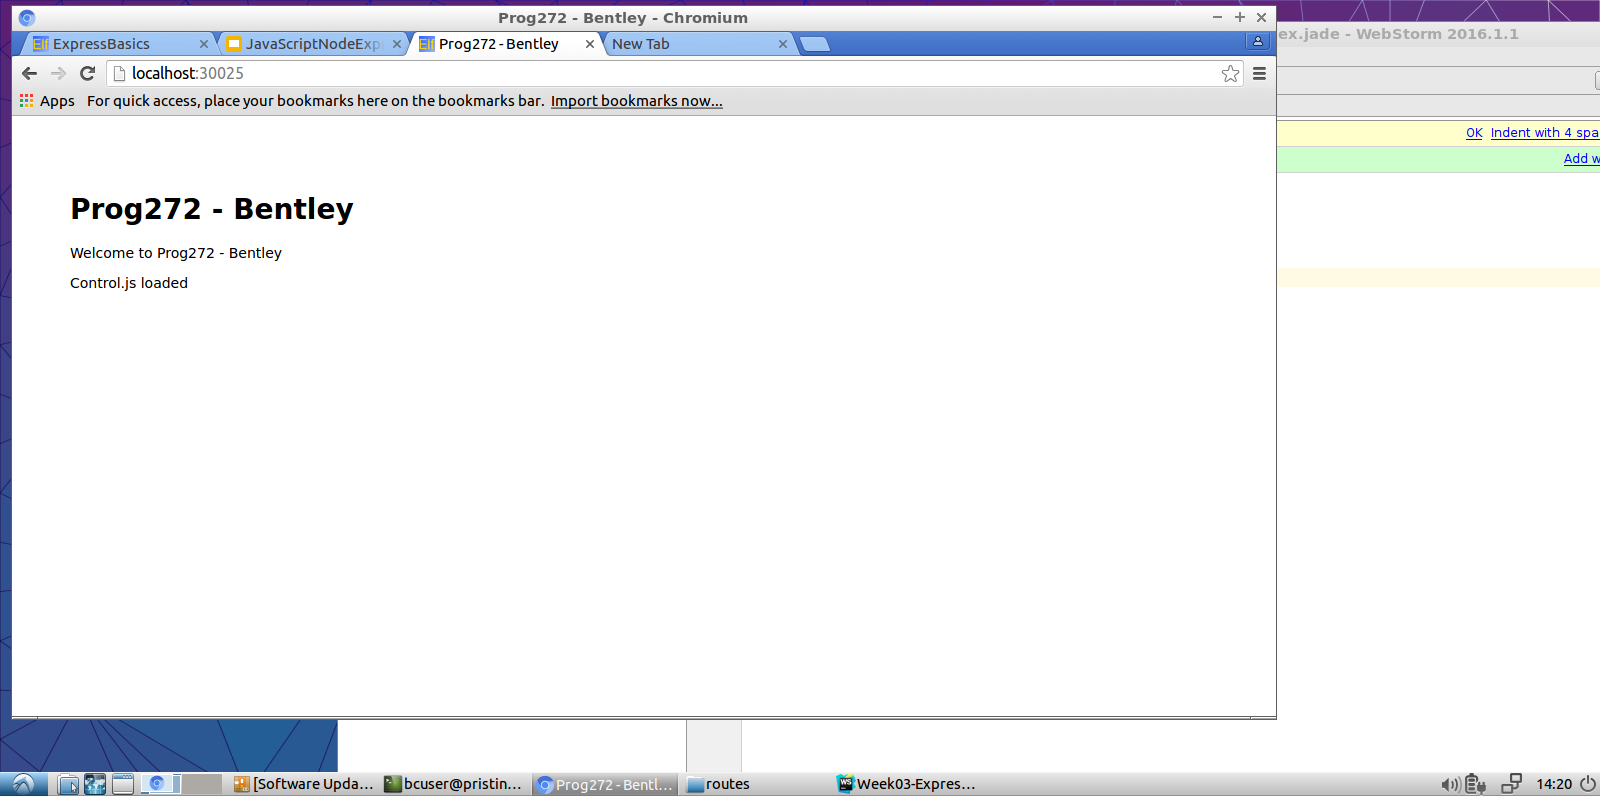 Prog272 - Bentley - Chromium
ex.jade - WebStorm 2016.1.1
Elf ExpressBasics
JavaScriptNodeExp
Elf Prog272 - Bentley
New Tab
localhost:30025
Apps For quick access, place your bookmarks here on the bookmarks bar. Import bookmarks now...
OK Indent with 4 spa
Add w
Prog272 - Bentley
Welcome to Prog272 - Bentley
Control.js loaded
[Software Upda... bcuser@pristin... Prog272 - Bentl... routes WS Week03-Expres... 14:20